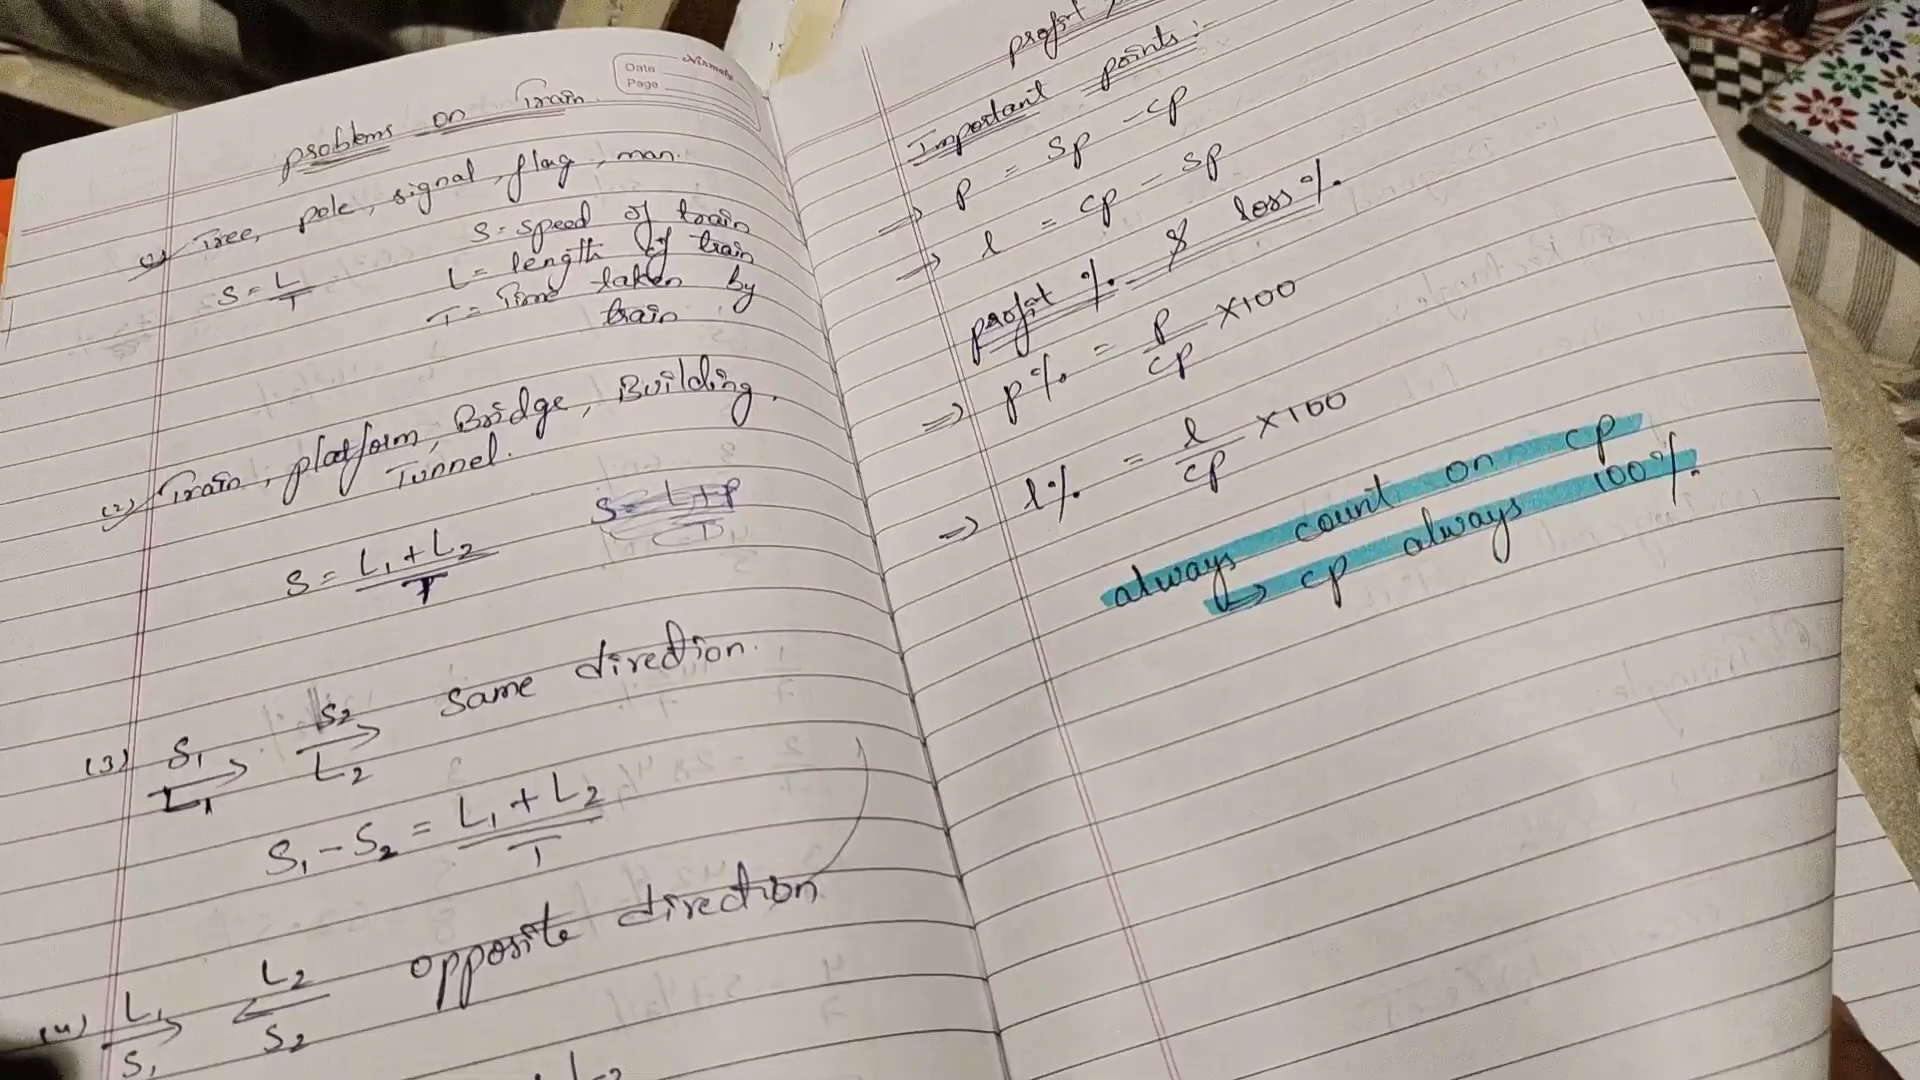 Date
Page
problems on Train
(1) Tree, pole, signal, flag, man.
S = L/T
S = speed of train
L = length of train
T = Time taken by
train
(2) Train, platform, Bridge, Building,
Tunnel.
S = L1 + L2 / T
S = L + P / T
(3) S1/L1 → S2/L2 → same direction.
S1 - S2 = L1 + L2 / T
(4) L1/S1 → L2/S2 ← opposite direction
L2
profit
Important points:-
⇒ p = sp - cp
⇒ l = cp - sp
profit % & loss %.
⇒ p% = p/cp ×100
⇒ l% = l/cp ×100
always count on cp
⇒ cp always 100%.